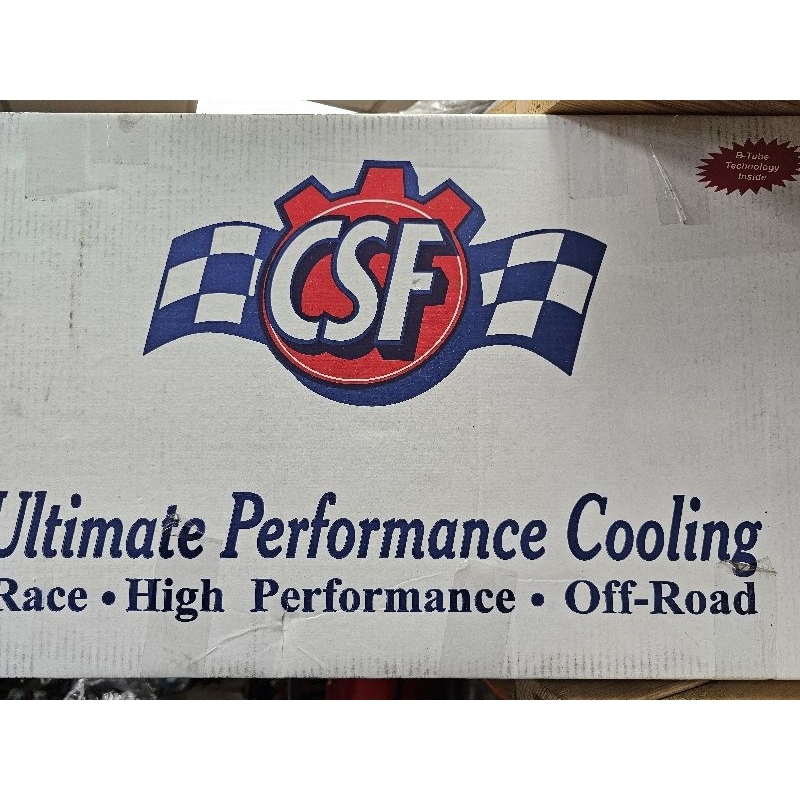 B-Tube
Technology
Inside
CSF
Ultimate Performance Cooling
Race • High Performance • Off-Road